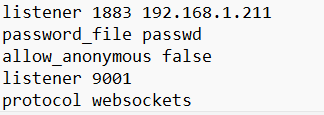 listener 1883 192.168.1.211
password_file passwd
allow_anonymous false
listener 9001
protocol websockets